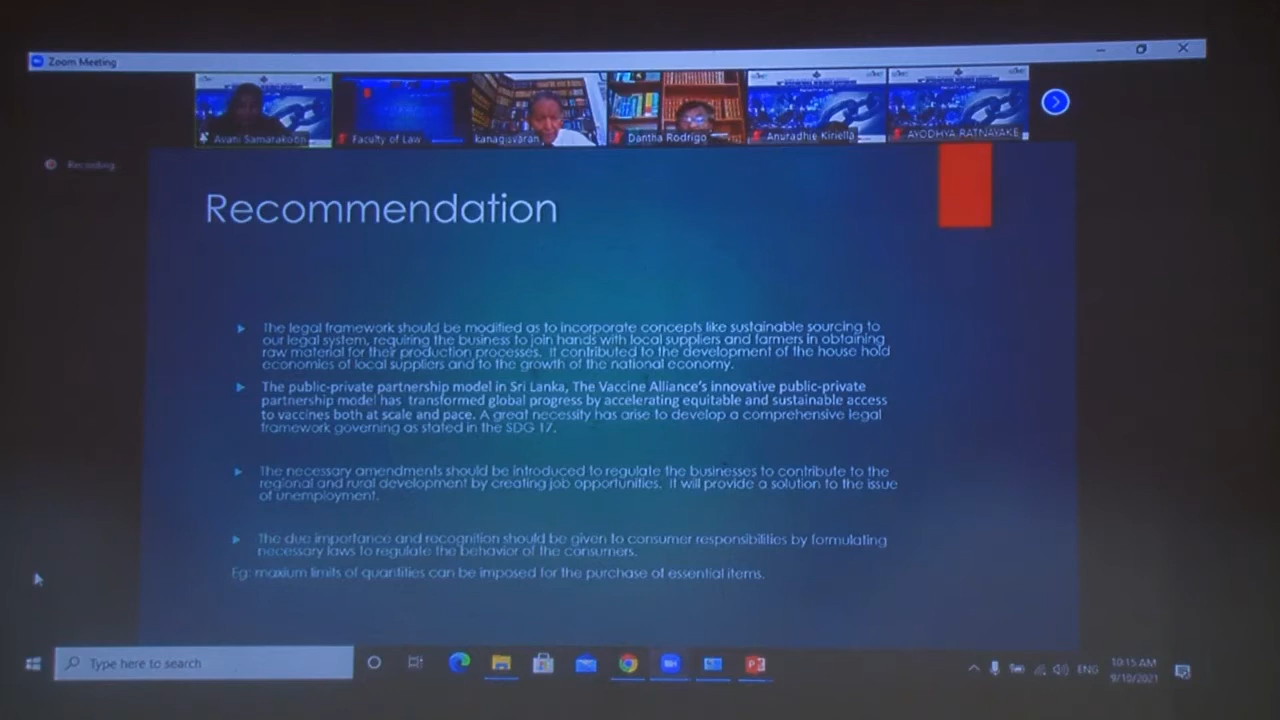 Zoom Meeting
Avani Samarakoon
Faculty of Law
kanaguvaran
Dantha Rodrigo
Anuradhie Kiriella
AYODHYA RATNAYAKE
Recording
Recommendation
The legal framework should be modified as to incorporate concepts like sustainable sourcing to
our legal system, requiring the business to join hands with local suppliers and farmers in obtaining
raw material for their production processes. It contributed to the development of the house hold
economies of local suppliers and to the growth of the national economy.
The public-private partnership model in Sri Lanka, The Vaccine Alliance's innovative public-private
partnership model has transformed global progress by accelerating equitable and sustainable access
to vaccines both at scale and pace. A great necessity has arise to develop a comprehensive legal
framework governing as stated in the SDG 17.
The necessary amendments should be introduced to regulate the businesses to contribute to the
regional and rural development by creating job opportunities. It will provide a solution to the issue
of unemployment.
The due importance and recognition should be given to consumer responsibilities by formulating
necessary laws to regulate the behavior of the consumers.
Eg: maxium limits of quantities can be imposed for the purchase of essential items.
Type here to search
ENG
10:15 AM
9/10/2021